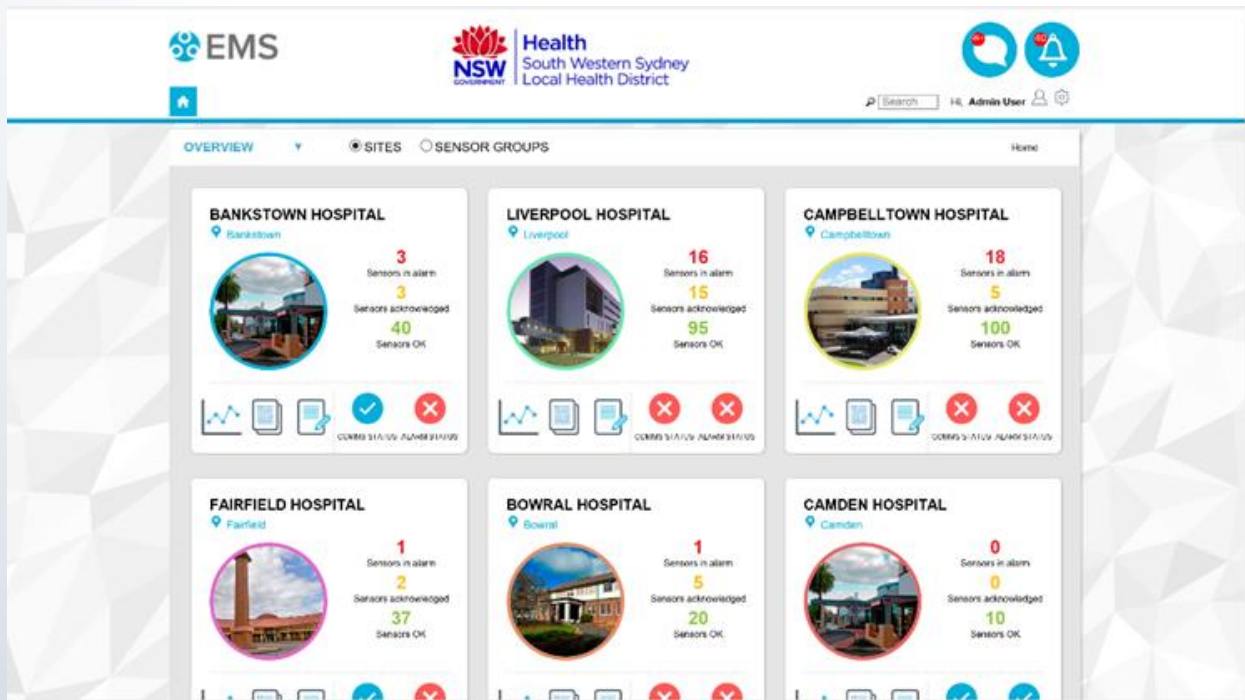 EMS
NSW
GOVERNMENT
Health
South Western Sydney
Local Health District
Search
Hi, Admin User
OVERVIEW
SITES
SENSOR GROUPS
Home
BANKSTOWN HOSPITAL
Bankstown
3
Sensors in alarm
3
Sensors acknowledged
40
Sensors OK
COMMS STATUS
ALARM STATUS
LIVERPOOL HOSPITAL
Liverpool
16
Sensors in alarm
15
Sensors acknowledged
95
Sensors OK
COMMS STATUS
ALARM STATUS
CAMPBELLTOWN HOSPITAL
Campbelltown
18
Sensors in alarm
5
Sensors acknowledged
100
Sensors OK
COMMS STATUS
ALARM STATUS
FAIRFIELD HOSPITAL
Fairfield
1
Sensors in alarm
2
Sensors acknowledged
37
Sensors OK
BOWRAL HOSPITAL
Bowral
1
Sensors in alarm
5
Sensors acknowledged
20
Sensors OK
CAMDEN HOSPITAL
Camden
0
Sensors in alarm
0
Sensors acknowledged
10
Sensors OK